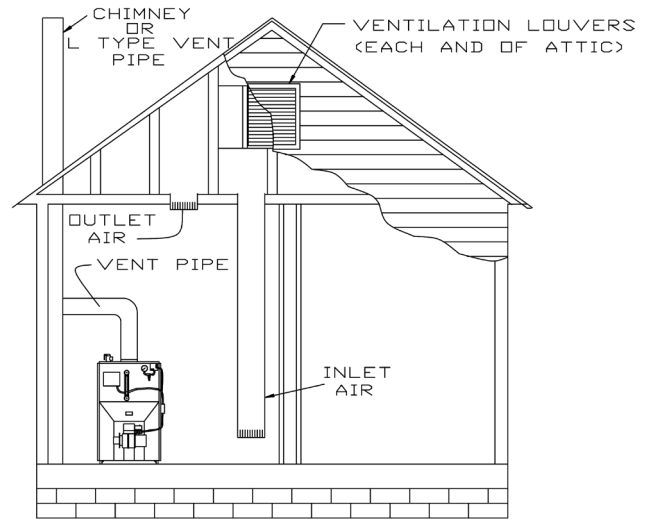 CHIMNEY
OR
L TYPE VENT
PIPE
VENTILATION LOUVERS
(EACH AND OF ATTIC)
OUTLET
AIR
VENT PIPE
INLET
AIR